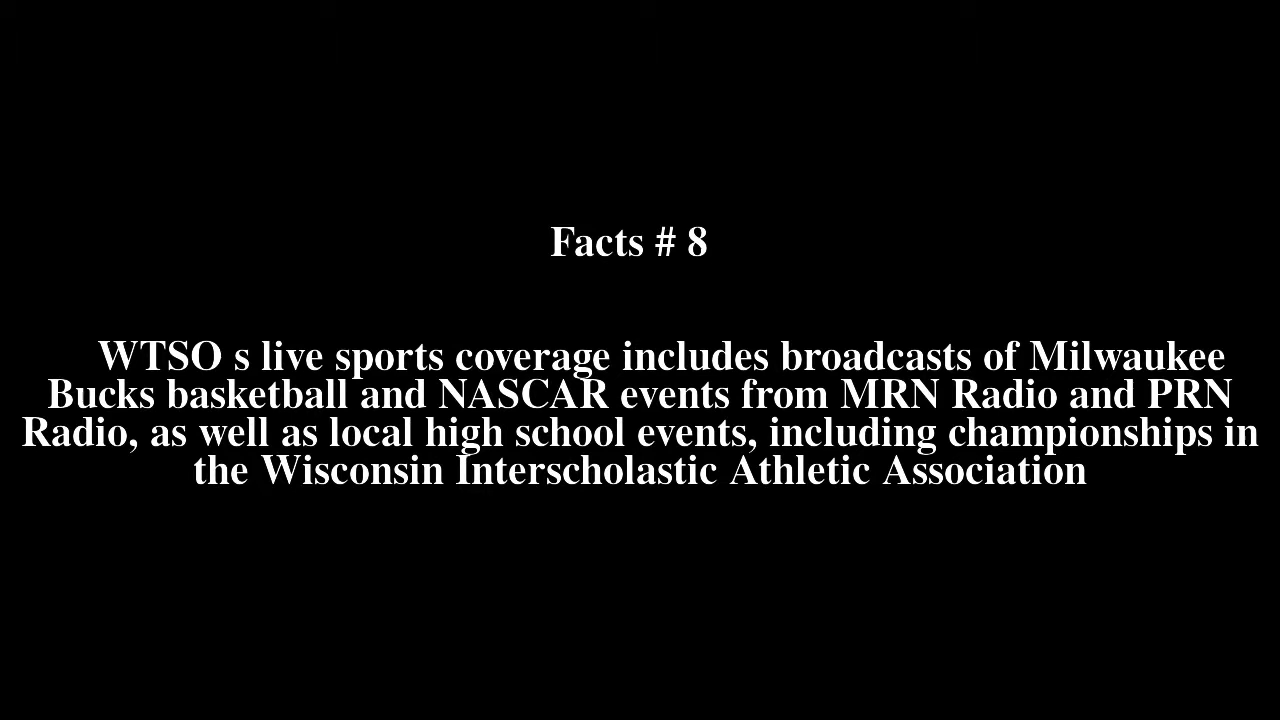 Facts # 8
WTSO s live sports coverage includes broadcasts of Milwaukee
Bucks basketball and NASCAR events from MRN Radio and PRN
Radio, as well as local high school events, including championships in
the Wisconsin Interscholastic Athletic Association